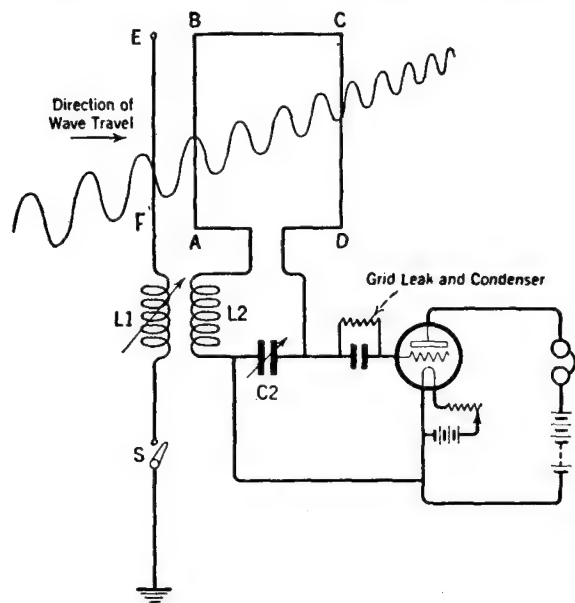 B
C
E
Direction of
Wave Travel
F
A
D
Grid Leak and Condenser
L1
L2
C2
S